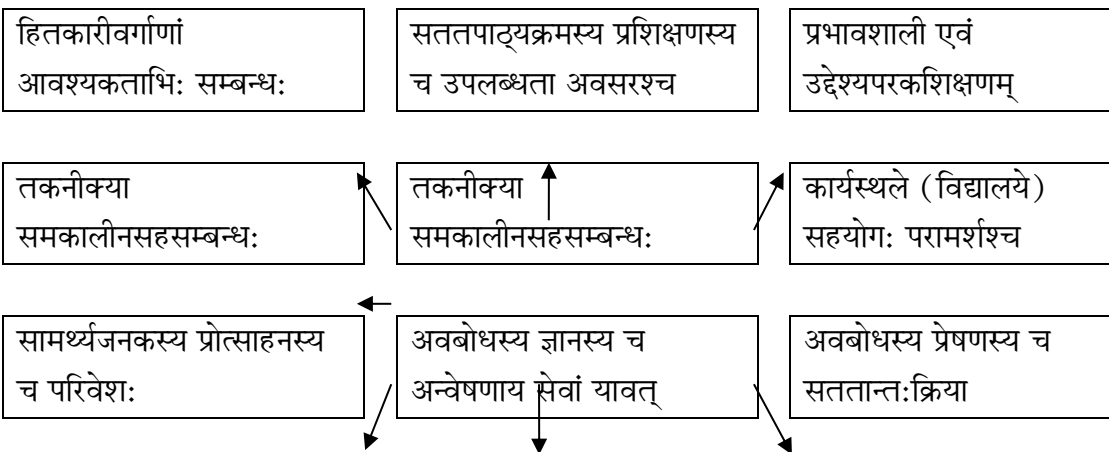 हितकारीवर्गाणां
आवश्यकताभि: सम्बन्ध:
सततपाठ्यक्रमस्य प्रशिक्षणस्य
च उपलब्धता अवसरश्च
प्रभावशाली एवं
उद्देश्यपरकशिक्षणम्
तकनीक्या
समकालीनसहसम्बन्ध:
तकनीक्या
समकालीनसहसम्बन्ध:
कार्यस्थले (विद्यालये)
सहयोग: परामर्शश्च
सामर्थ्यजनकस्य प्रोत्साहनस्य
च परिवेश:
अवबोधस्य ज्ञानस्य च
अन्वेषणाय सेवां यावत्
अवबोधस्य प्रेषणस्य च
सततान्त:क्रिया